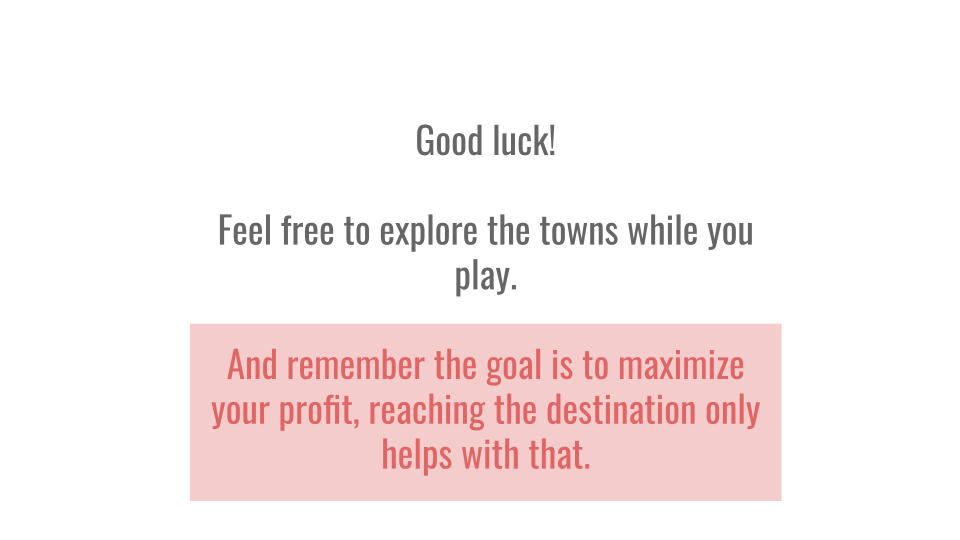 Good luck!
Feel free to explore the towns while you
play.
And remember the goal is to maximize
your profit, reaching the destination only
helps with that.